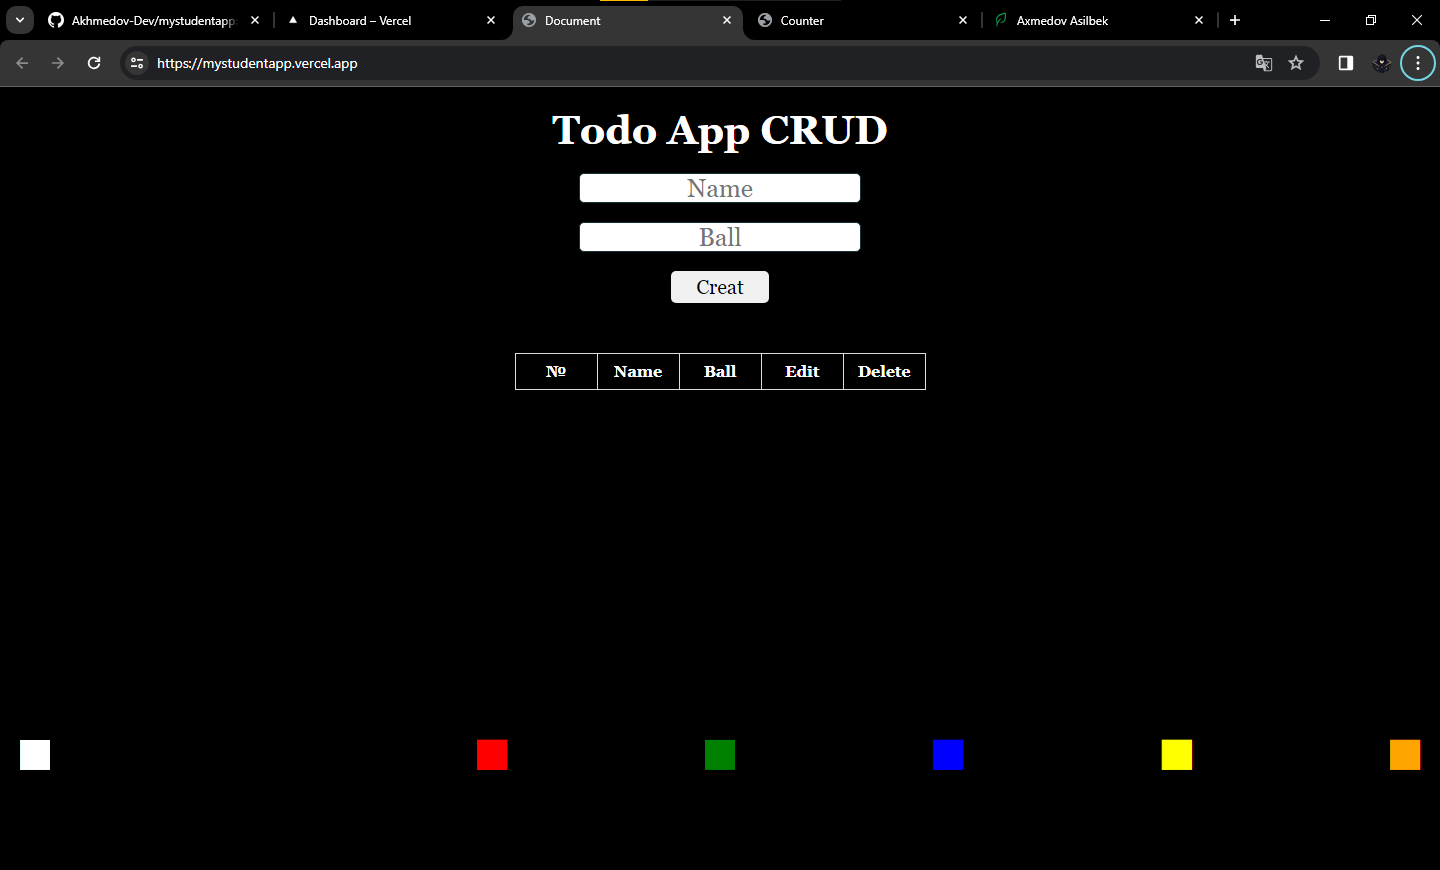 Akhmedov-Dev/mystudentapp
Dashboard – Vercel
Document
Counter
Axmedov Asilbek
https://mystudentapp.vercel.app
Todo App CRUD
Name
Ball
Creat
№ Name Ball Edit Delete